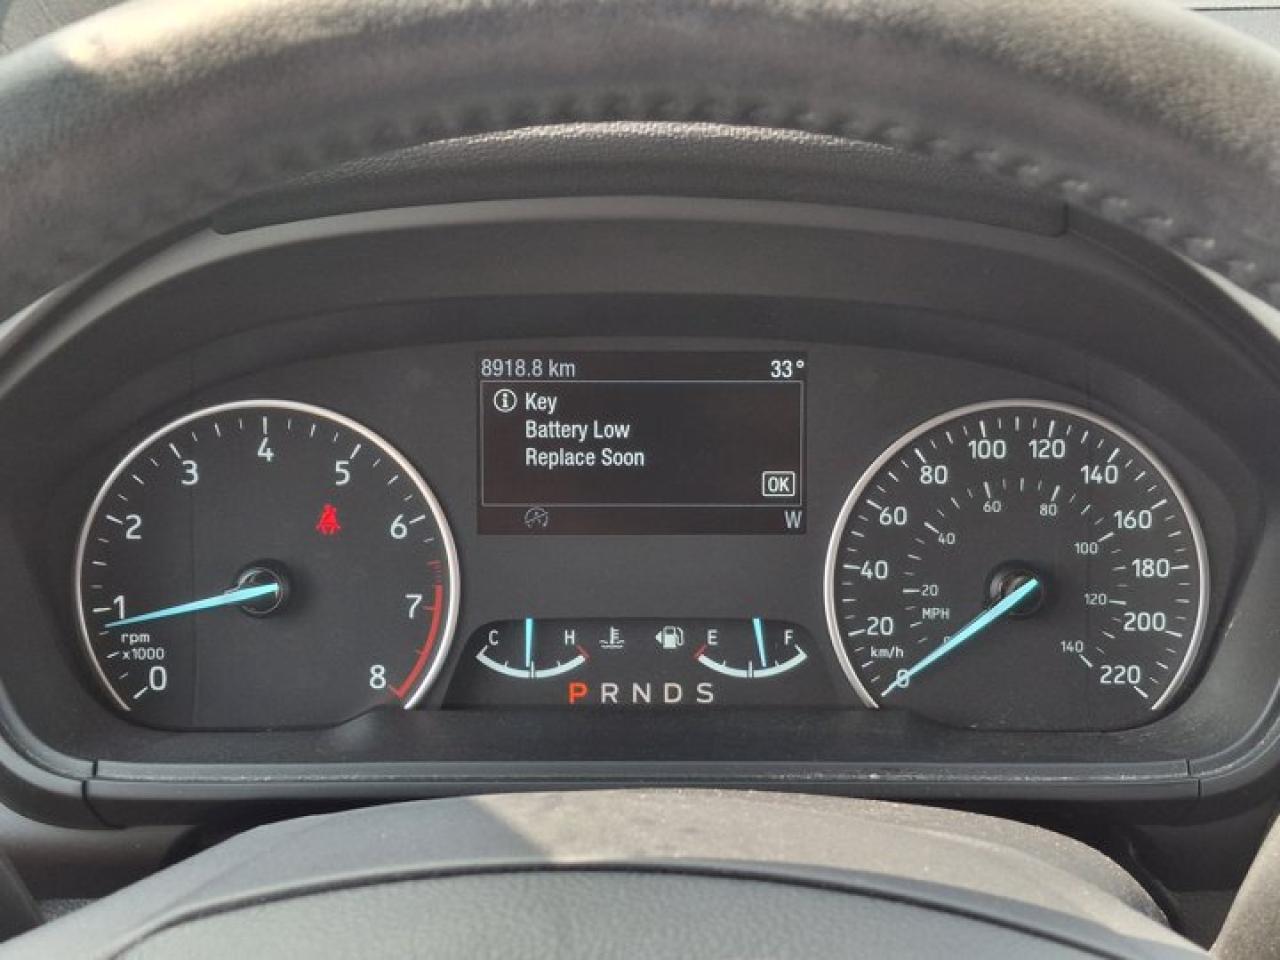 8918.8 km 33°
Key
Battery Low
Replace Soon
OK
W
0 1 2 3 4 5 6 7 8
rpm
x1000
C H E F
P R N D S
0 20 40 60 80 100 120 140 160 180 200 220
km/h
0 20 40 60 80 100 120 140
MPH